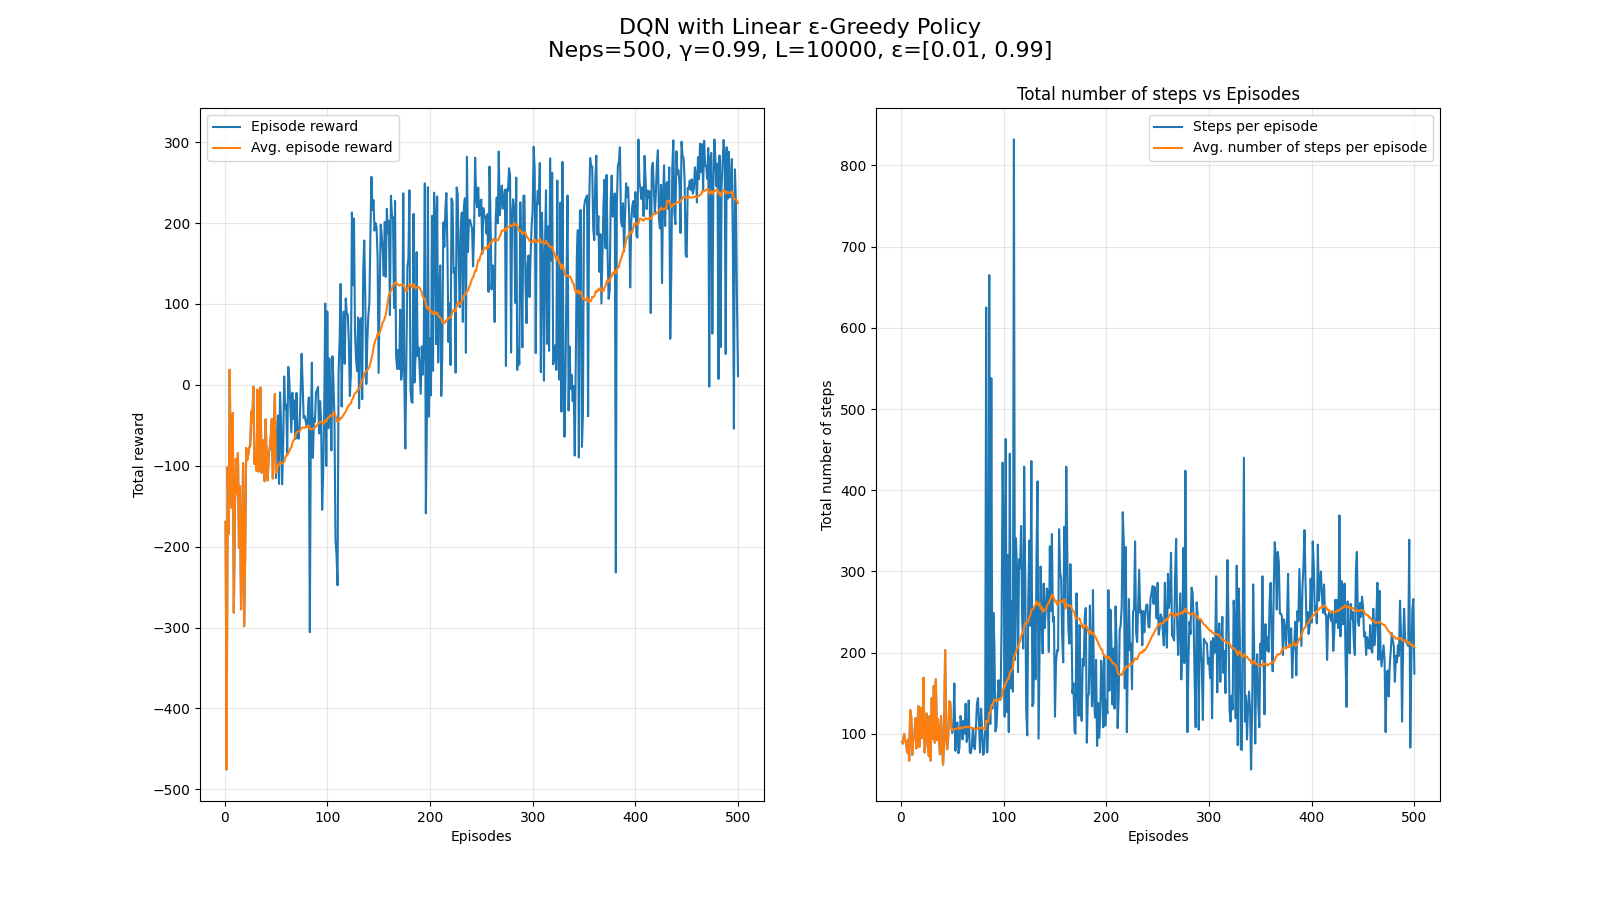 DQN with Linear ε-Greedy Policy
Neps=500, γ=0.99, L=10000, ε=[0.01, 0.99]
Episode reward
Avg. episode reward
300
200
100
0
−100
−200
−300
−400
−500
Total reward
0 100 200 300 400 500
Episodes
Total number of steps vs Episodes
Steps per episode
Avg. number of steps per episode
800
700
600
500
400
300
200
100
Total number of steps
0 100 200 300 400 500
Episodes